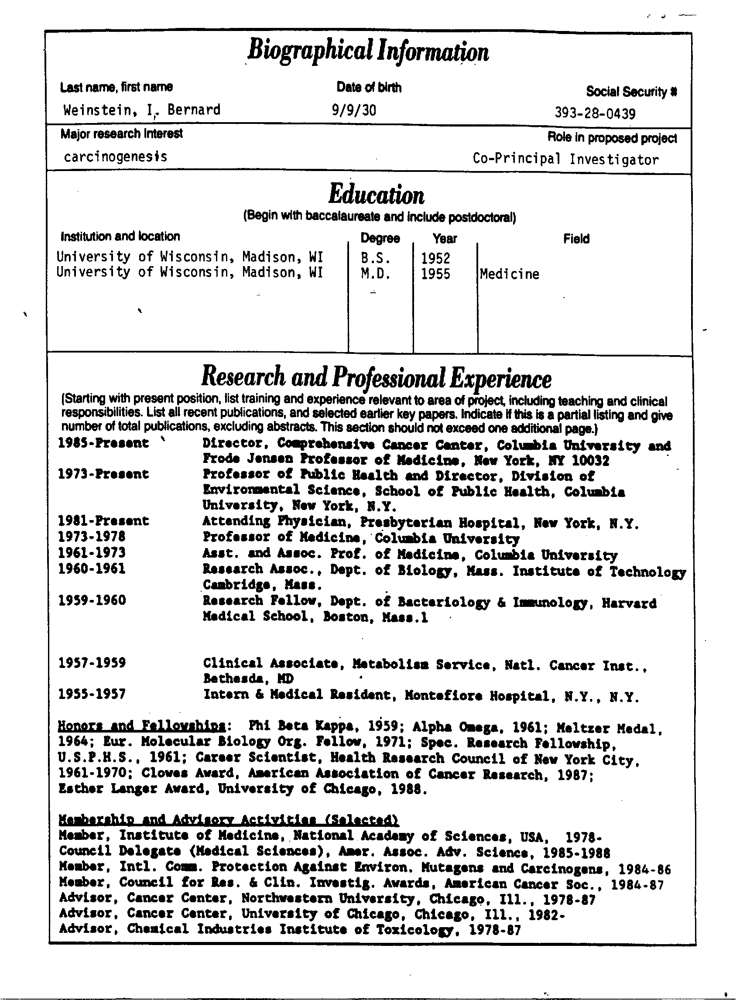 Biographical Information
Last name, first name Date of birth Social Security #
Weinstein, I. Bernard 9/9/30 393-28-0439
Major research interest Role in proposed project
carcinogenesis Co-Principal Investigator
Education
(Begin with baccalaureate and include postdoctoral)
Institution and location Degree Year Field
University of Wisconsin, Madison, WI B.S. 1952
University of Wisconsin, Madison, WI M.D. 1955 Medicine
Research and Professional Experience
(Starting with present position, list training and experience relevant to area of project, including teaching and clinical
responsibilities. List all recent publications, and selected earlier key papers. Indicate if this is a partial listing and give
number of total publications, excluding abstracts. This section should not exceed one additional page.)
1985-Present Director, Comprehensive Cancer Center, Columbia University and
Frode Jensen Professor of Medicine, New York, NY 10032
1973-Present Professor of Public Health and Director, Division of
Environmental Science, School of Public Health, Columbia
University, New York, N.Y.
1981-Present Attending Physician, Presbyterian Hospital, New York, N.Y.
1973-1978 Professor of Medicine, Columbia University
1961-1973 Asst. and Assoc. Prof. of Medicine, Columbia University
1960-1961 Research Assoc., Dept. of Biology, Mass. Institute of Technology
Cambridge, Mass.
1959-1960 Research Fellow, Dept. of Bacteriology & Immunology, Harvard
Medical School, Boston, Mass.l
1957-1959 Clinical Associate, Metabolism Service, Natl. Cancer Inst.,
Bethesda, MD
1955-1957 Intern & Medical Resident, Montefiore Hospital, N.Y., N.Y.
Honors and Fellowships: Phi Beta Kappa, 1959; Alpha Omega, 1961; Meltzer Medal,
1964; Eur. Molecular Biology Org. Fellow, 1971; Spec. Research Fellowship,
U.S.P.H.S., 1961; Career Scientist, Health Research Council of New York City,
1961-1970; Clowes Award, American Association of Cancer Research, 1987;
Esther Langer Award, University of Chicago, 1988.
Membership and Advisory Activities (Selected)
Member, Institute of Medicine, National Academy of Sciences, USA, 1978-
Council Delegate (Medical Sciences), Amer. Assoc. Adv. Science, 1985-1988
Member, Intl. Comm. Protection Against Environ. Mutagens and Carcinogens, 1984-86
Member, Council for Res. & Clin. Investig. Awards, American Cancer Soc., 1984-87
Advisor, Cancer Center, Northwestern University, Chicago, Ill., 1978-87
Advisor, Cancer Center, University of Chicago, Chicago, Ill., 1982-
Advisor, Chemical Industries Institute of Toxicology, 1978-87